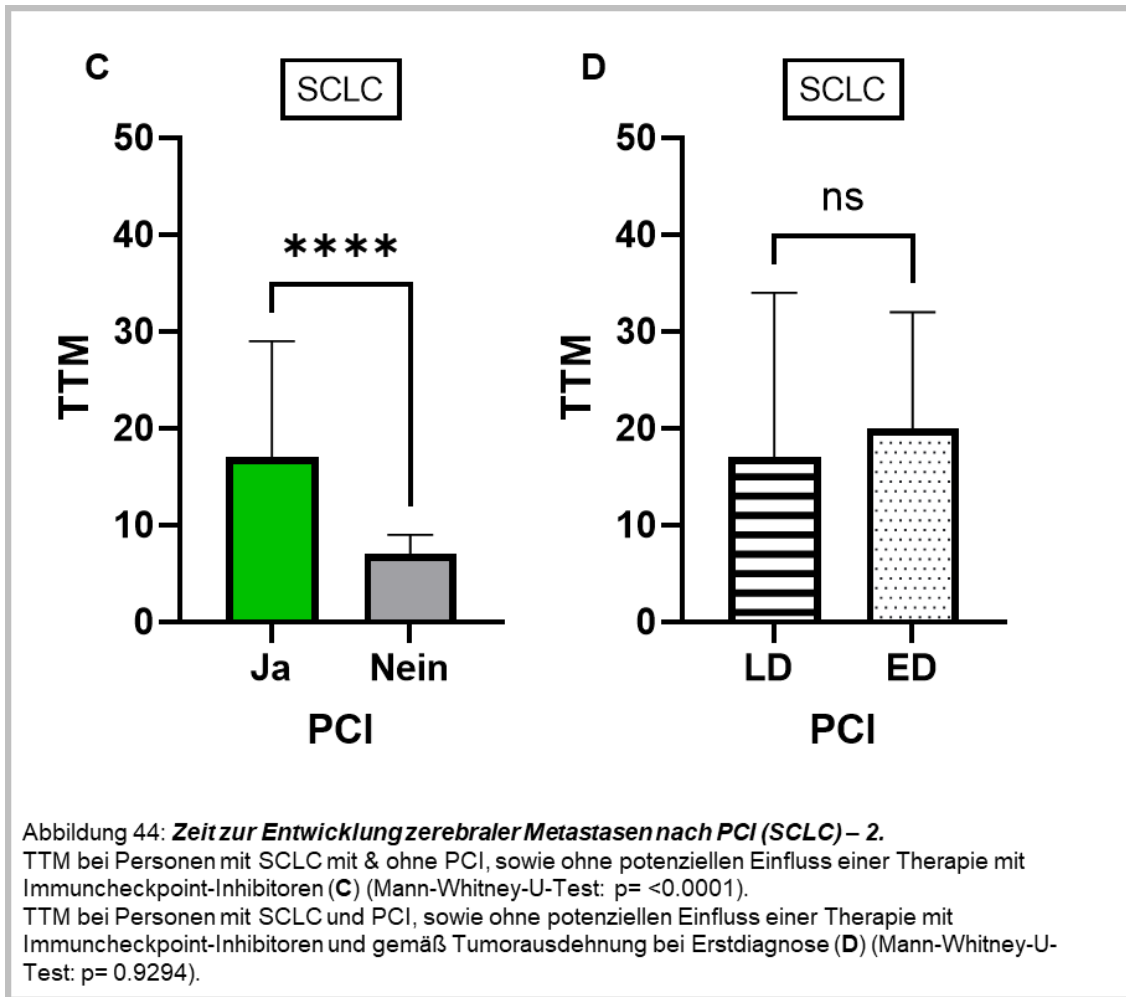 C
SCLC
50
40
30
20
10
0
TTM
****
Ja
Nein
PCI
D
SCLC
50
40
30
20
10
0
TTM
ns
LD
ED
PCI
Abbildung 44: Zeit zur Entwicklung zerebraler Metastasen nach PCI (SCLC) – 2.
TTM bei Personen mit SCLC mit & ohne PCI, sowie ohne potenziellen Einfluss einer Therapie mit
Immuncheckpoint-Inhibitoren (C) (Mann-Whitney-U-Test: p= <0.0001).
TTM bei Personen mit SCLC und PCI, sowie ohne potenziellen Einfluss einer Therapie mit
Immuncheckpoint-Inhibitoren und gemäß Tumorausdehnung bei Erstdiagnose (D) (Mann-Whitney-U-
Test: p= 0.9294).